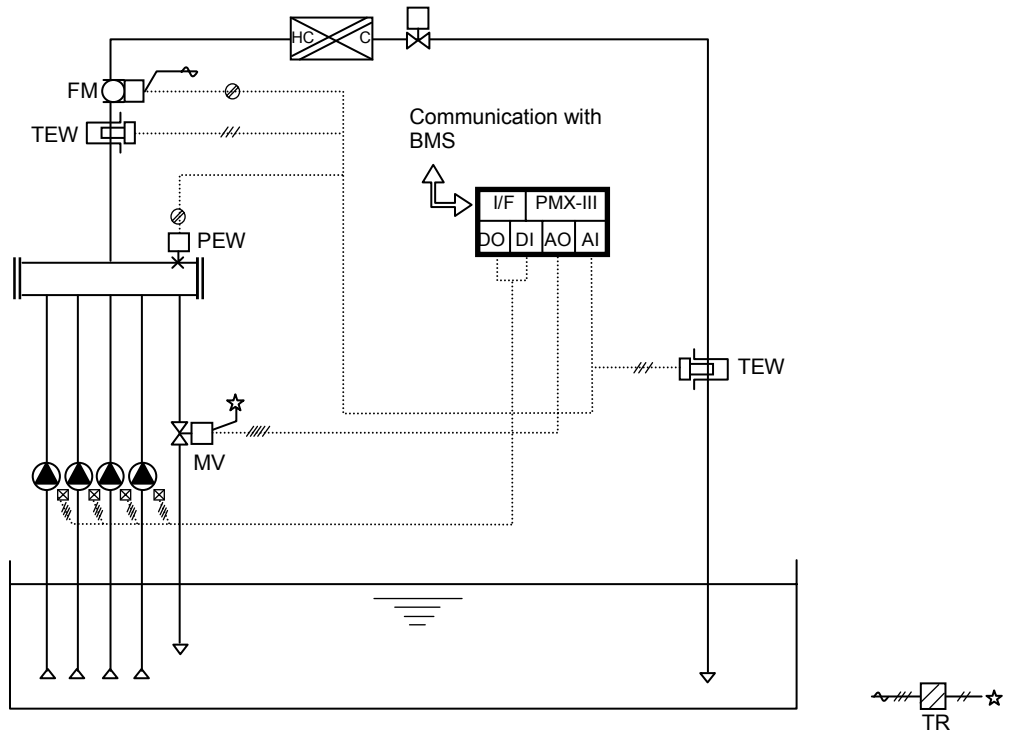 HC C
FM
TEW
Communication with
BMS
I/F PMX-III
DO DI AO AI
PEW
TEW
MV
TR